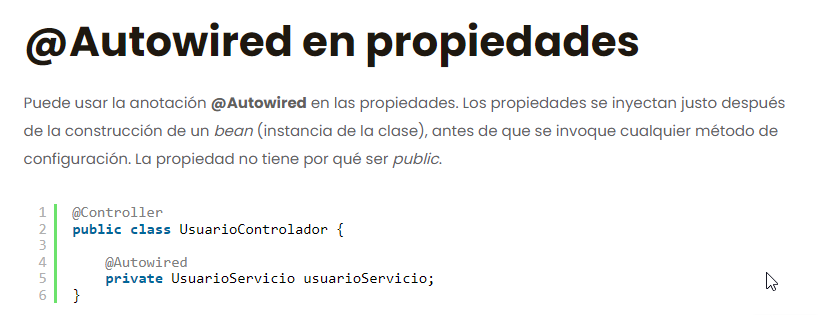 @Autowired en propiedades
Puede usar la anotación @Autowired en las propiedades. Los propiedades se inyectan justo después
de la construcción de un bean (instancia de la clase), antes de que se invoque cualquier método de
configuración. La propiedad no tiene por qué ser public.
1 @Controller
2 public class UsuarioControlador {
3
4 @Autowired
5 private UsuarioServicio usuarioServicio;
6 }